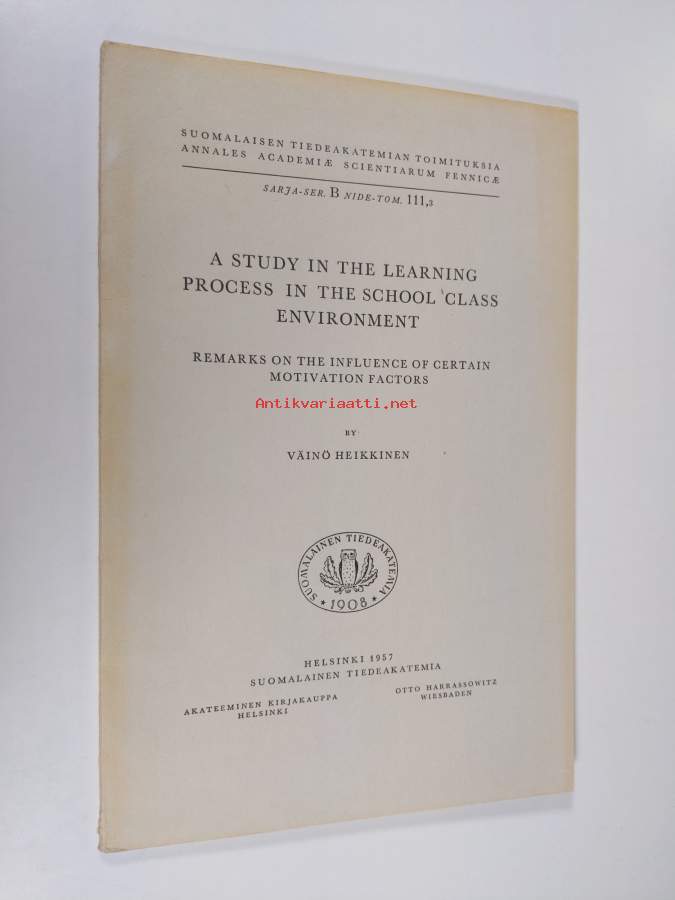 SUOMALAISEN TIEDEAKATEMIAN TOIMITUKSIA
ANNALES ACADEMIÆ SCIENTIARUM FENNICÆ
SARJA-SER. B NIDE-TOM. 111,3
A STUDY IN THE LEARNING
PROCESS IN THE SCHOOL CLASS
ENVIRONMENT
REMARKS ON THE INFLUENCE OF CERTAIN
MOTIVATION FACTORS
Antikvariaatti.net
BY
VÄINÖ HEIKKINEN
SUOMALAINEN TIEDEAKATEMIA
* 1908 *
HELSINKI 1957
SUOMALAINEN TIEDEAKATEMIA
AKATEEMINEN KIRJAKAUPPA
HELSINKI
OTTO HARRASSOWITZ
WIESBADEN